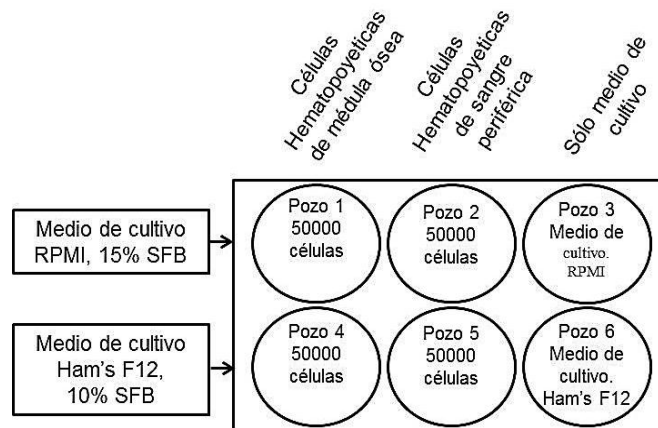 Células
Hematopoyeticas
de médula ósea
Células
Hematopoyeticas
de sangre
periférica
Sólo medio de
cultivo
Medio de cultivo
RPMI, 15% SFB
Pozo 1
50000
células
Pozo 2
50000
células
Pozo 3
Medio de
cultivo.
RPMI
Medio de cultivo
Ham's F12,
10% SFB
Pozo 4
50000
células
Pozo 5
50000
células
Pozo 6
Medio de
cultivo.
Ham's F12